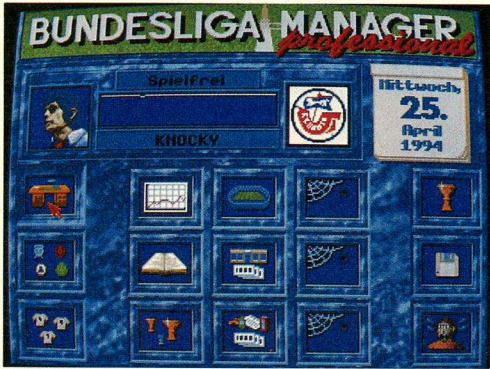 BUNDESLIGA MANAGER
professional
Spielfrei
KNOCKY
Mittwoch,
25.
April
1994